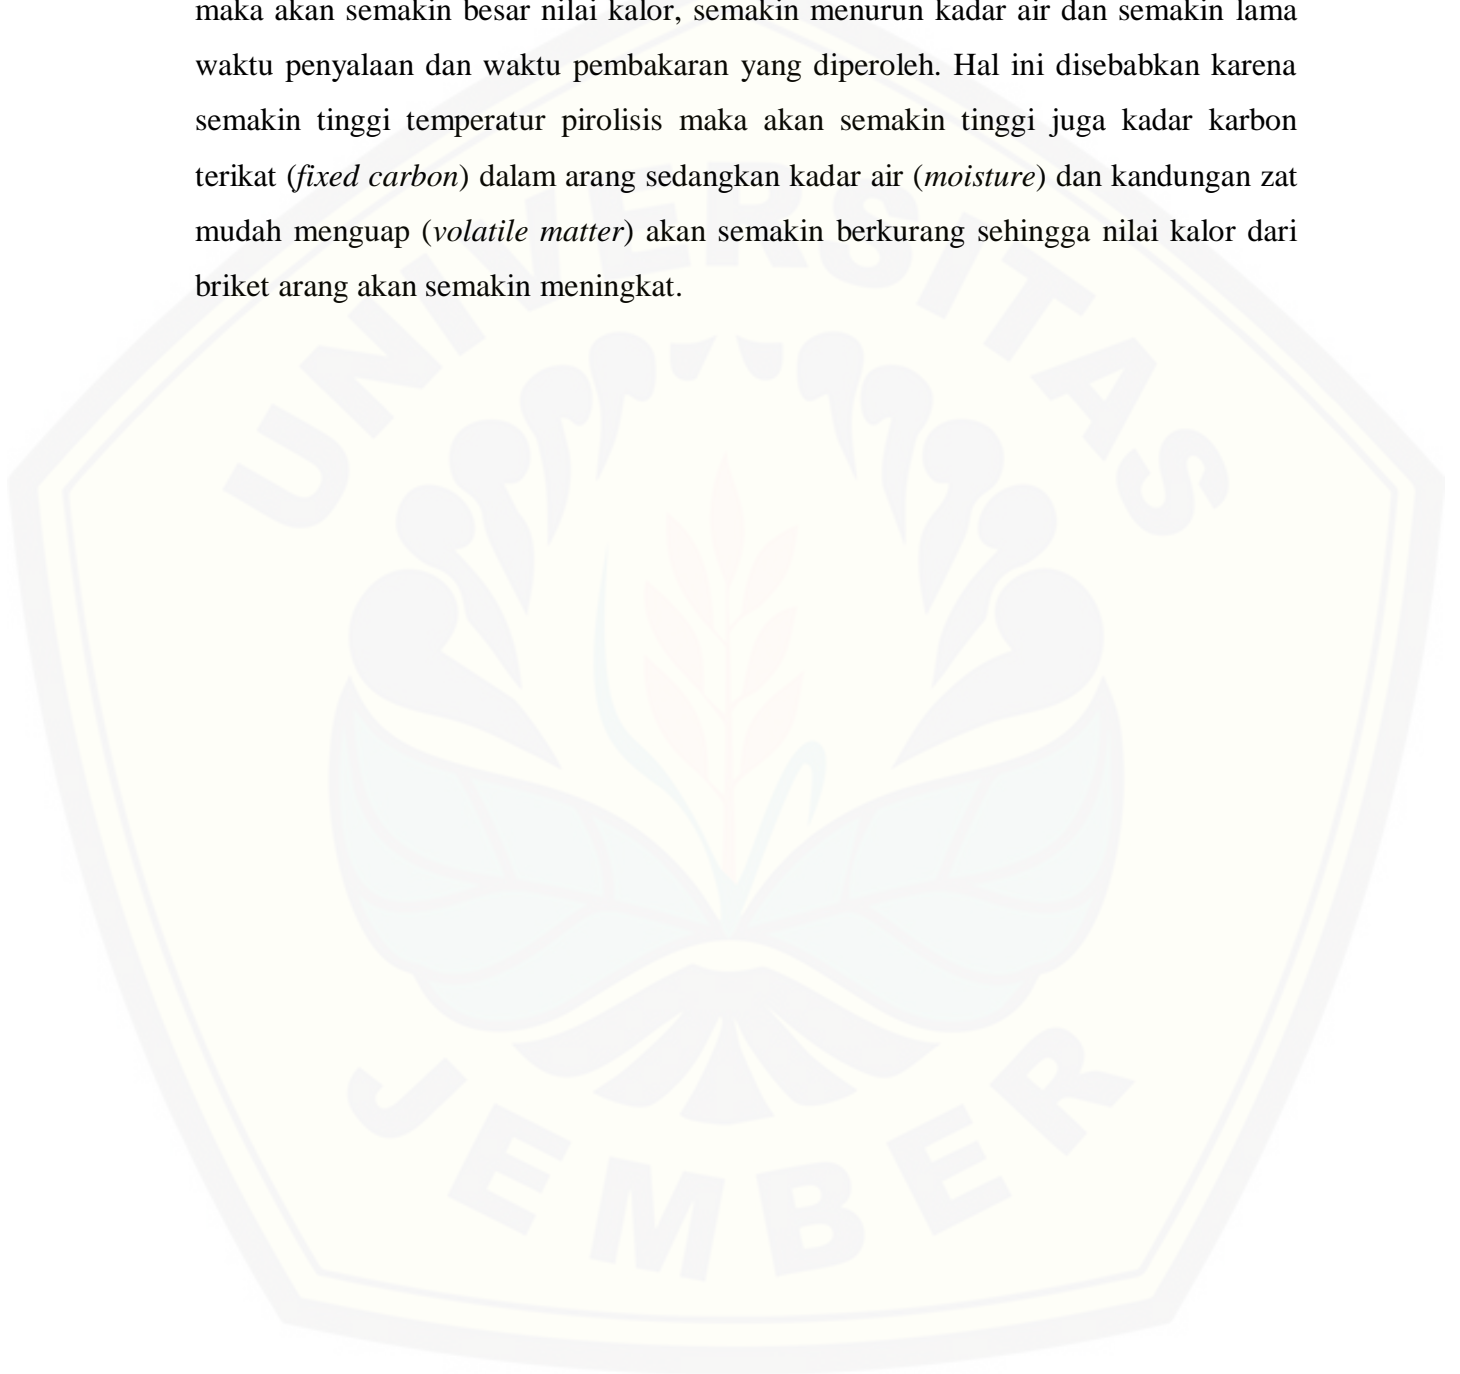 maka akan semakin besar nilai kalor, semakin menurun kadar air dan semakin lama
waktu penyalaan dan waktu pembakaran yang diperoleh. Hal ini disebabkan karena
semakin tinggi temperatur pirolisis maka akan semakin tinggi juga kadar karbon
terikat (fixed carbon) dalam arang sedangkan kadar air (moisture) dan kandungan zat
mudah menguap (volatile matter) akan semakin berkurang sehingga nilai kalor dari
briket arang akan semakin meningkat.
UNIVERSITAS
JEMBER